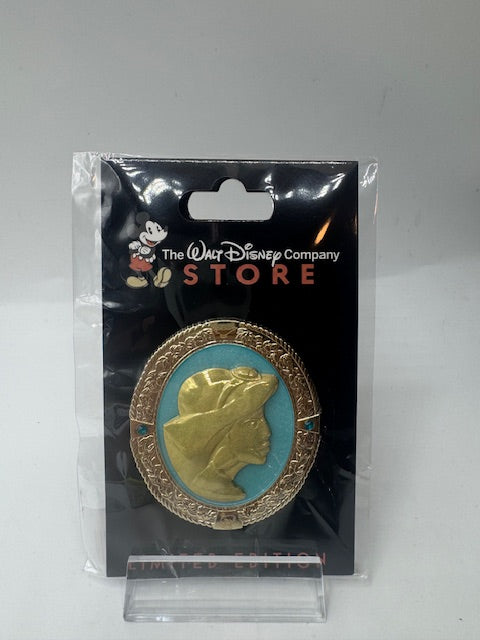 The WALT DISNEY Company
STORE
LIMITED EDITION